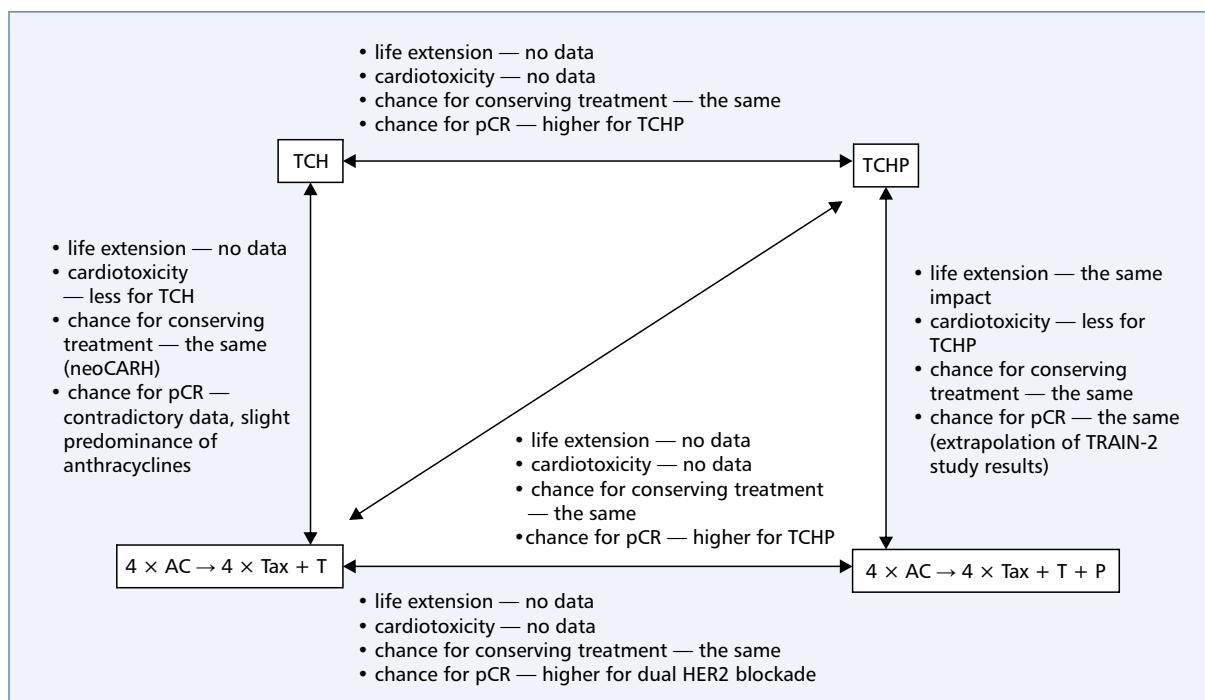 • life extension — no data
• cardiotoxicity — no data
• chance for conserving treatment — the same
• chance for pCR — higher for TCHP
TCH
TCHP
• life extension — no data
• cardiotoxicity
— less for TCH
• chance for conserving
treatment — the same
(neoCARH)
• chance for pCR —
contradictory data, slight
predominance of
anthracyclines
• life extension — the same
impact
• cardiotoxicity — less for
TCHP
• chance for conserving
treatment — the same
• chance for pCR — the same
(extrapolation of TRAIN-2
study results)
• life extension — no data
• cardiotoxicity — no data
• chance for conserving treatment
— the same
•chance for pCR — higher for TCHP
4 × AC → 4 × Tax + T
4 × AC → 4 × Tax + T + P
• life extension — no data
• cardiotoxicity — no data
• chance for conserving treatment — the same
• chance for pCR — higher for dual HER2 blockade